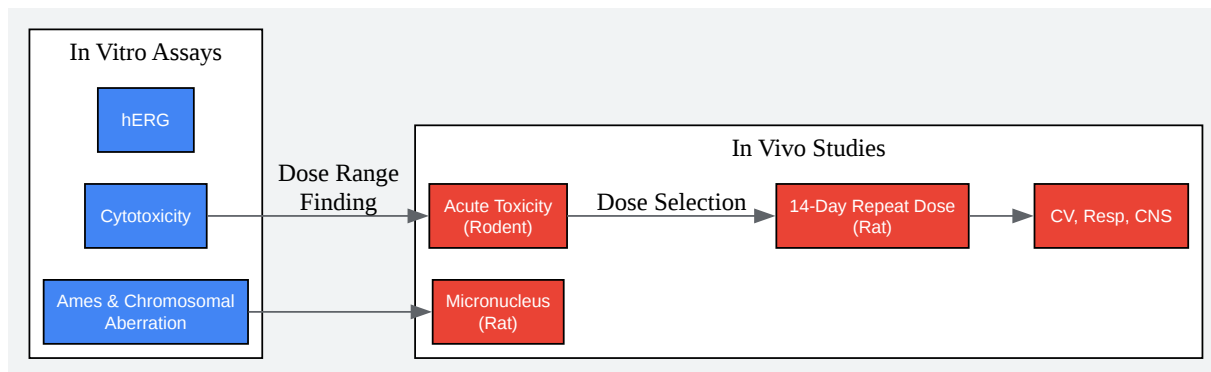 In Vitro Assays
hERG
Cytotoxicity
Ames & Chromosomal
Aberration
Dose Range
Finding
In Vivo Studies
Acute Toxicity
(Rodent)
Dose Selection
14-Day Repeat Dose
(Rat)
CV, Resp, CNS
Micronucleus
(Rat)